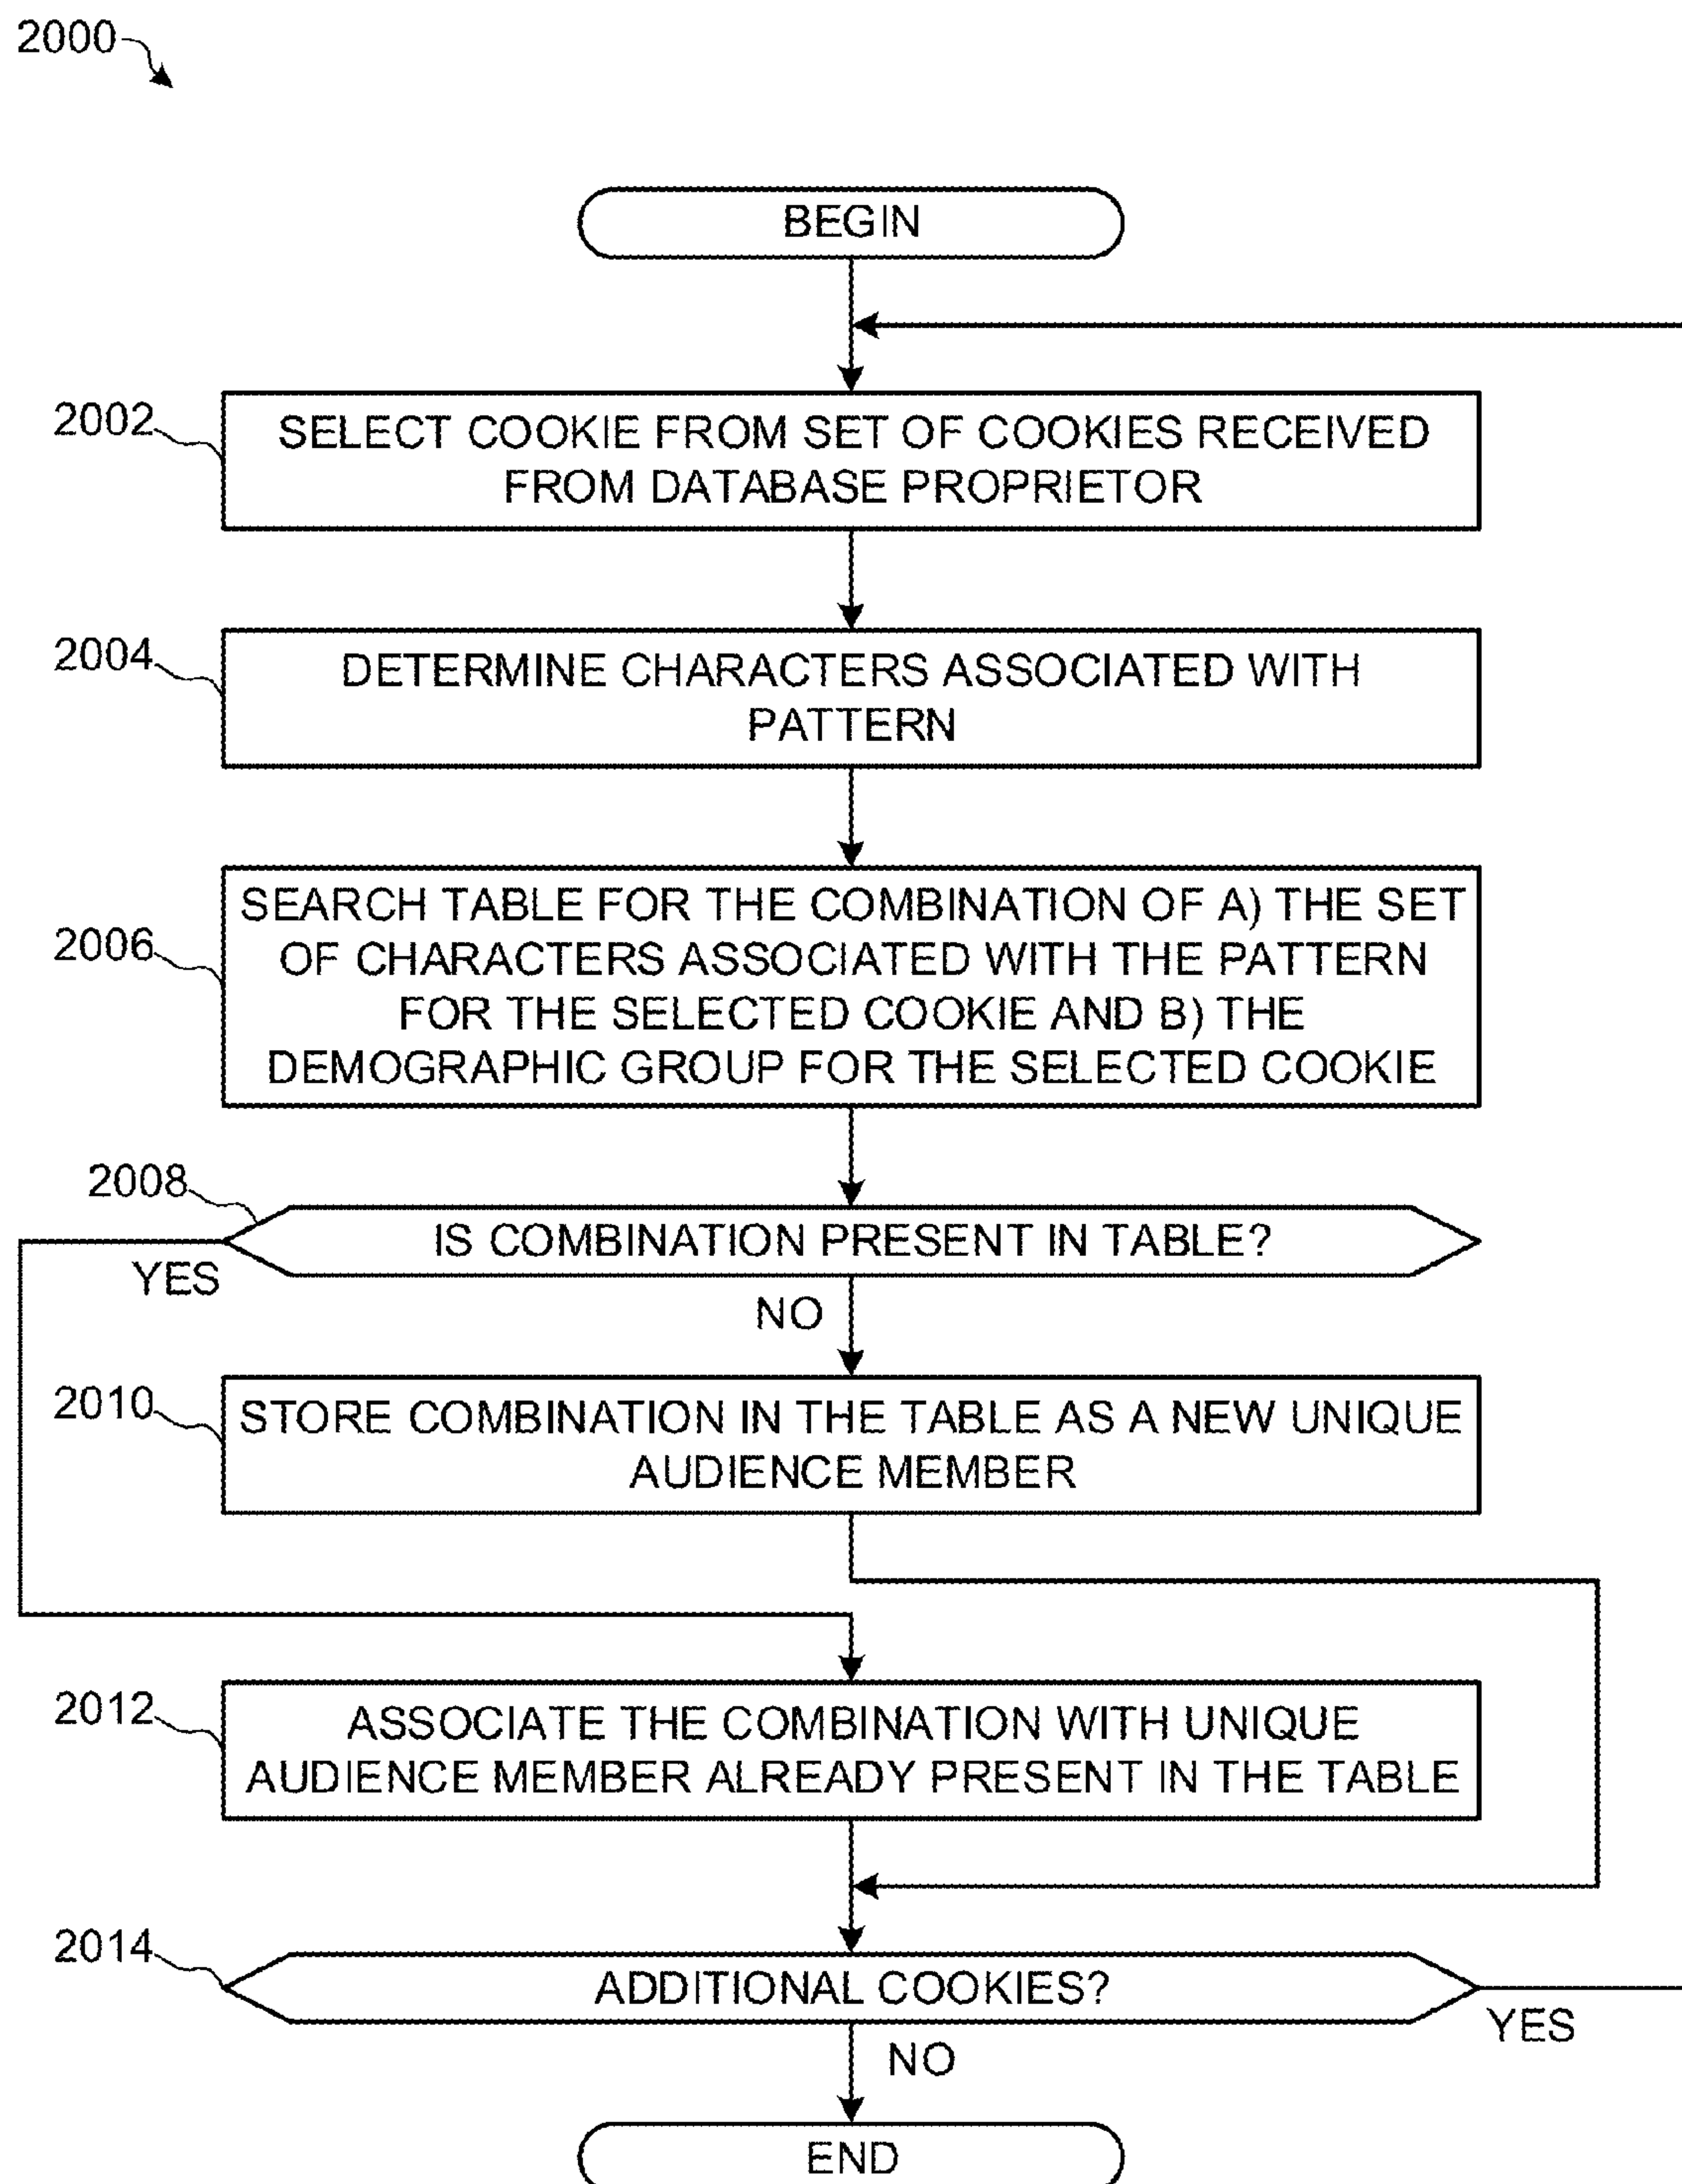 2000
BEGIN
2002
SELECT COOKIE FROM SET OF COOKIES RECEIVED
FROM DATABASE PROPRIETOR
2004
DETERMINE CHARACTERS ASSOCIATED WITH
PATTERN
2006
SEARCH TABLE FOR THE COMBINATION OF A) THE SET
OF CHARACTERS ASSOCIATED WITH THE PATTERN
FOR THE SELECTED COOKIE AND B) THE
DEMOGRAPHIC GROUP FOR THE SELECTED COOKIE
2008
IS COMBINATION PRESENT IN TABLE?
YES
NO
2010
STORE COMBINATION IN THE TABLE AS A NEW UNIQUE
AUDIENCE MEMBER
2012
ASSOCIATE THE COMBINATION WITH UNIQUE
AUDIENCE MEMBER ALREADY PRESENT IN THE TABLE
2014
ADDITIONAL COOKIES?
YES
NO
END